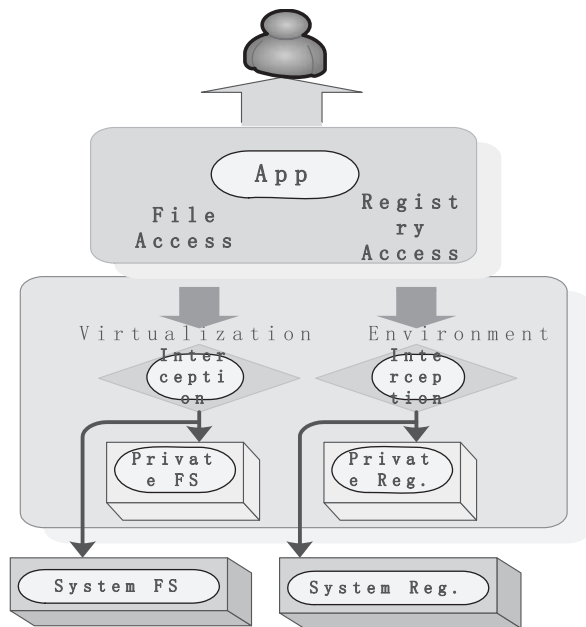 App
File
Access
Regist
ry
Access
Virtualization Environment
Inter
cepti
on
Inte
rcep
tion
Privat
e FS
Privat
e Reg.
System FS
System Reg.